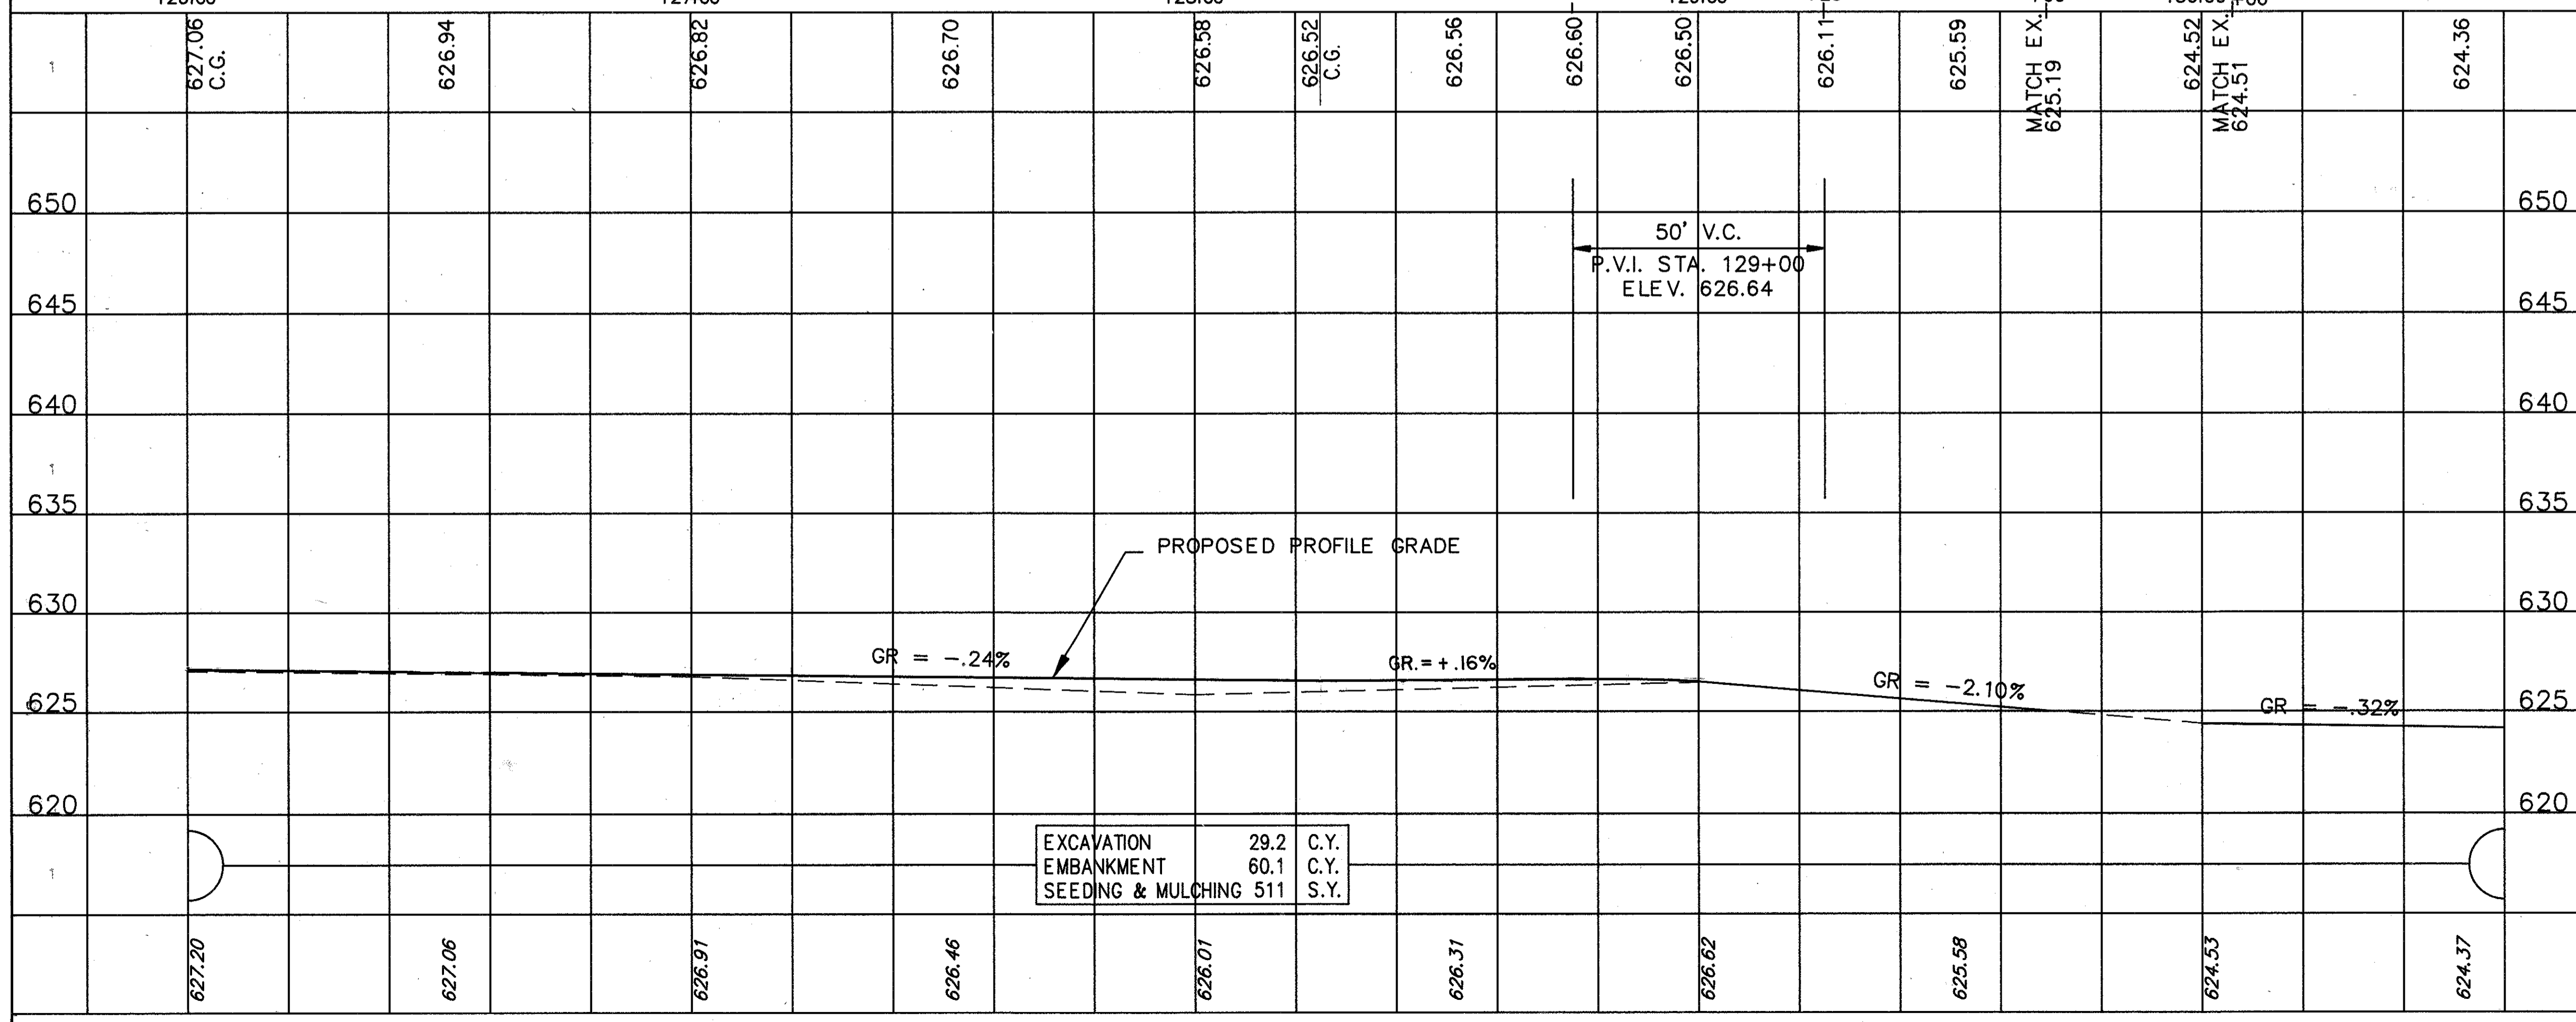 627.06
C.G.
626.94
626.82
626.70
626.58
626.52
C.G.
626.56
626.60
626.50
626.11
625.59
MATCH EX.
625.19
624.52
MATCH EX.
624.51
624.36
650
650
50' V.C.
P.V.I. STA. 129+00
ELEV. 626.64
645
645
640
640
635
635
PROPOSED PROFILE GRADE
630
630
GR = -.24%
GR.= + .16%
GR = -2.10%
GR = -.32%
625
625
620
620
EXCAVATION 29.2 C.Y.
EMBANKMENT 60.1 C.Y.
SEEDING & MULCHING 511 S.Y.
627.20
627.06
626.91
626.46
626.01
626.31
626.62
625.58
624.53
624.37